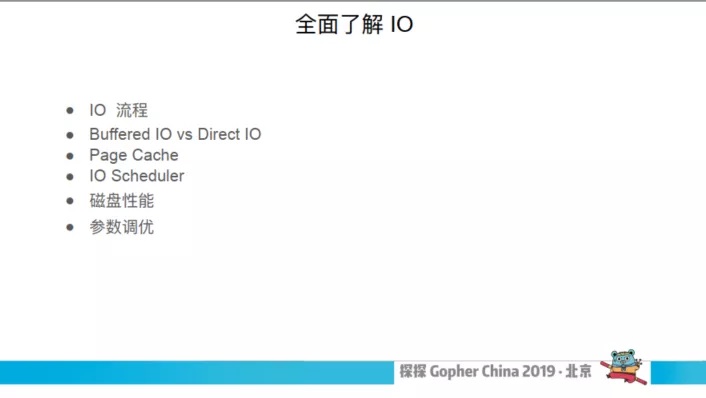 全面了解 IO
● IO 流程
● Buffered IO vs Direct IO
● Page Cache
● IO Scheduler
● 磁盘性能
● 参数调优
探探 Gopher China 2019 · 北京